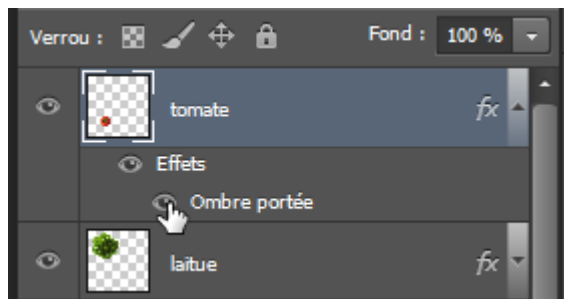 Verrou : Fond : 100 %
tomate fx
Effets
Ombre portée
laitue fx